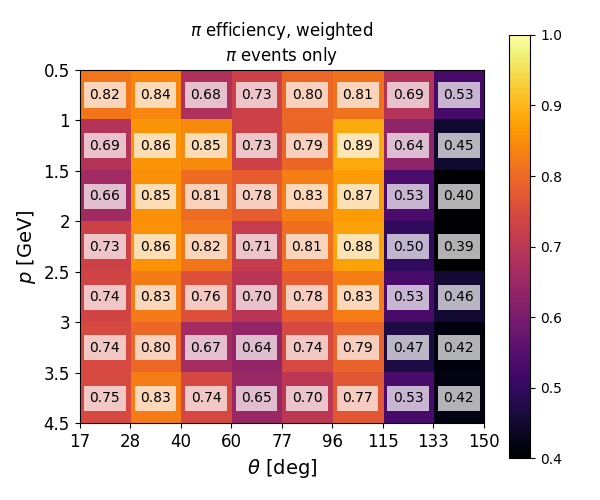 π efficiency, weighted
π events only
0.5
1
1.5
2
2.5
3
3.5
4.5
p [GeV]
0.82 0.84 0.68 0.73 0.80 0.81 0.69 0.53
0.69 0.86 0.85 0.73 0.79 0.89 0.64 0.45
0.66 0.85 0.81 0.78 0.83 0.87 0.53 0.40
0.73 0.86 0.82 0.71 0.81 0.88 0.50 0.39
0.74 0.83 0.76 0.70 0.78 0.83 0.53 0.46
0.74 0.80 0.67 0.64 0.74 0.79 0.47 0.42
0.75 0.83 0.74 0.65 0.70 0.77 0.53 0.42
17 28 40 60 77 96 115 133 150
θ [deg]
1.0
0.9
0.8
0.7
0.6
0.5
0.4